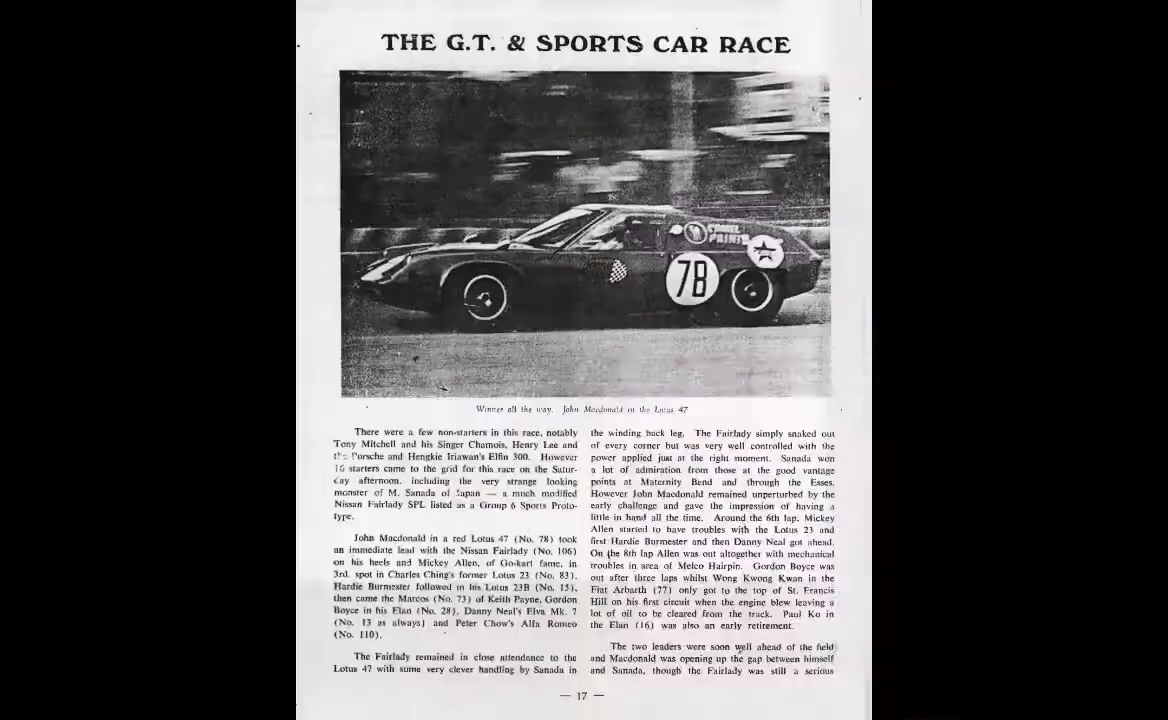 THE G.T. & SPORTS CAR RACE
PAINTS
78
Winner all the way. John Macdonald in the Lotus 47
There were a few non-starters in this race, notably
Tony Mitchell and his Singer Chamois, Henry Lee and
the Porsche and Hengkie Iriawan's Elfin 300. However
16 starters came to the grid for this race on the Satur-
day afternoon, including the very strange looking
monster of M. Sanada of Japan — a much modified
Nissan Fairlady SPL listed as a Group 6 Sports Proto-
type.
John Macdonald in a red Lotus 47 (No. 78) took
an immediate lead with the Nissan Fairlady (No. 106)
on his heels and Mickey Allen, of Go-kart fame, in
3rd. spot in Charles Ching's former Lotus 23 (No. 83).
Hardie Burmester followed in his Lotus 23B (No. 15),
then came the Marcos (No. 73) of Keith Payne, Gordon
Boyce in his Elan (No. 28), Danny Neal's Elva Mk. 7
(No. 13 as always) and Peter Chow's Alfa Romeo
(No. 110).
The Fairlady remained in close attendance to the
Lotus 47 with some very clever handling by Sanada in
the winding back leg. The Fairlady simply snaked out
of every corner but was very well controlled with the
power applied just at the right moment. Sanada won
a lot of admiration from those at the good vantage
points at Maternity Bend and through the Esses.
However John Macdonald remained unperturbed by the
early challenge and gave the impression of having a
little in hand all the time. Around the 6th lap, Mickey
Allen started to have troubles with the Lotus 23 and
first Hardie Burmester and then Danny Neal got ahead.
On the 8th lap Allen was out altogether with mechanical
troubles in area of Melco Hairpin. Gordon Boyce was
out after three laps whilst Wong Kwong Kwan in the
Fiat Arbarth (77) only got to the top of St. Francis
Hill on his first circuit when the engine blew leaving a
lot of oil to be cleared from the track. Paul Ko in
the Elan (16) was also an early retirement.
The two leaders were soon well ahead of the field
and Macdonald was opening up the gap between himself
and Sanada, though the Fairlady was still a serious
— 17 —